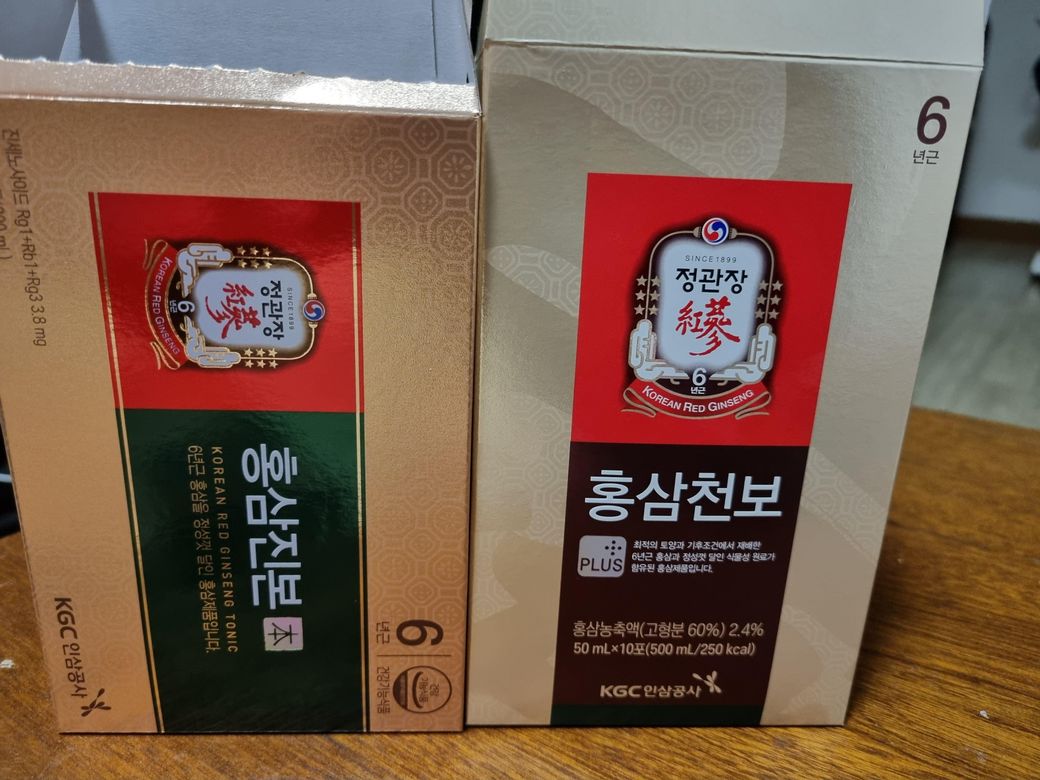 진세노사이드 Rg1+Rb1+Rg3 3.8 mg
SINCE1899
정관장
紅蔘
6
년근
KOREAN RED GINSENG
홍삼진본 本
KOREAN RED GINSENG TONIC
6년근 홍삼을 정성껏 달인 홍삼제품입니다.
6
년근
건강
기능식품
건강기능식품
KGC인삼공사
6
년근
SINCE1899
정관장
紅蔘
6
년근
KOREAN RED GINSENG
홍삼천보
PLUS
최적의 토양과 기후조건에서 재배한
6년근 홍삼과 정성껏 달인 식물성 원료가
함유된 홍삼제품입니다.
홍삼농축액(고형분 60%) 2.4%
50 mL×10포(500 mL/250 kcal)
KGC인삼공사